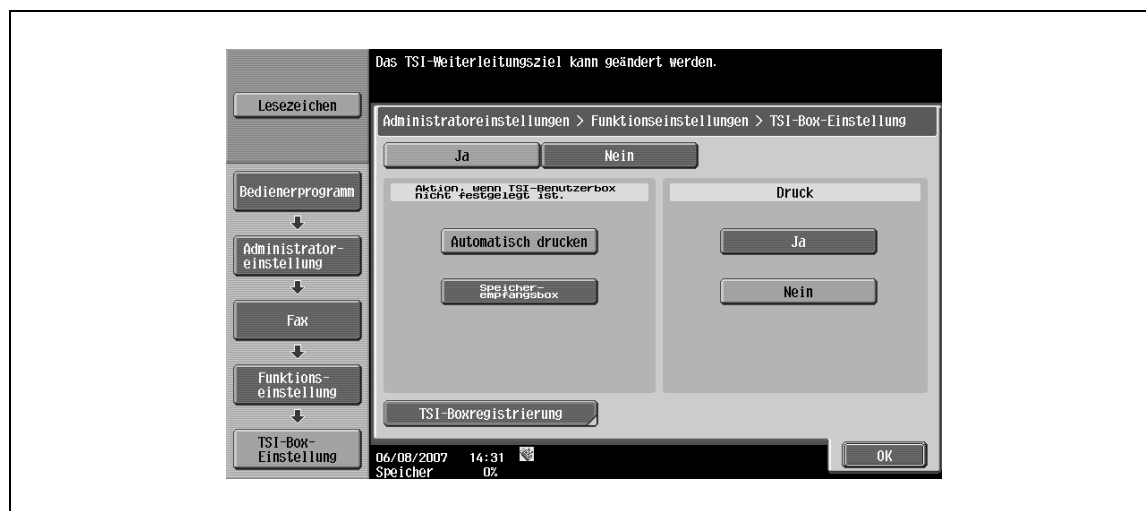 Das TSI-Weiterleitungsziel kann geändert werden.
Lesezeichen
Administratoreinstellungen > Funktionseinstellungen > TSI-Box-Einstellung
Ja
Nein
Bedienerprogramm
Administrator-
einstellung
Fax
Funktions-
einstellung
TSI-Box-
Einstellung
Aktion, wenn TSI-Benutzerbox
nicht festgelegt ist.
Automatisch drucken
Speicher-
empfangsbox
Druck
Ja
Nein
TSI-Boxregistrierung
06/08/2007 14:31
Speicher 0%
OK